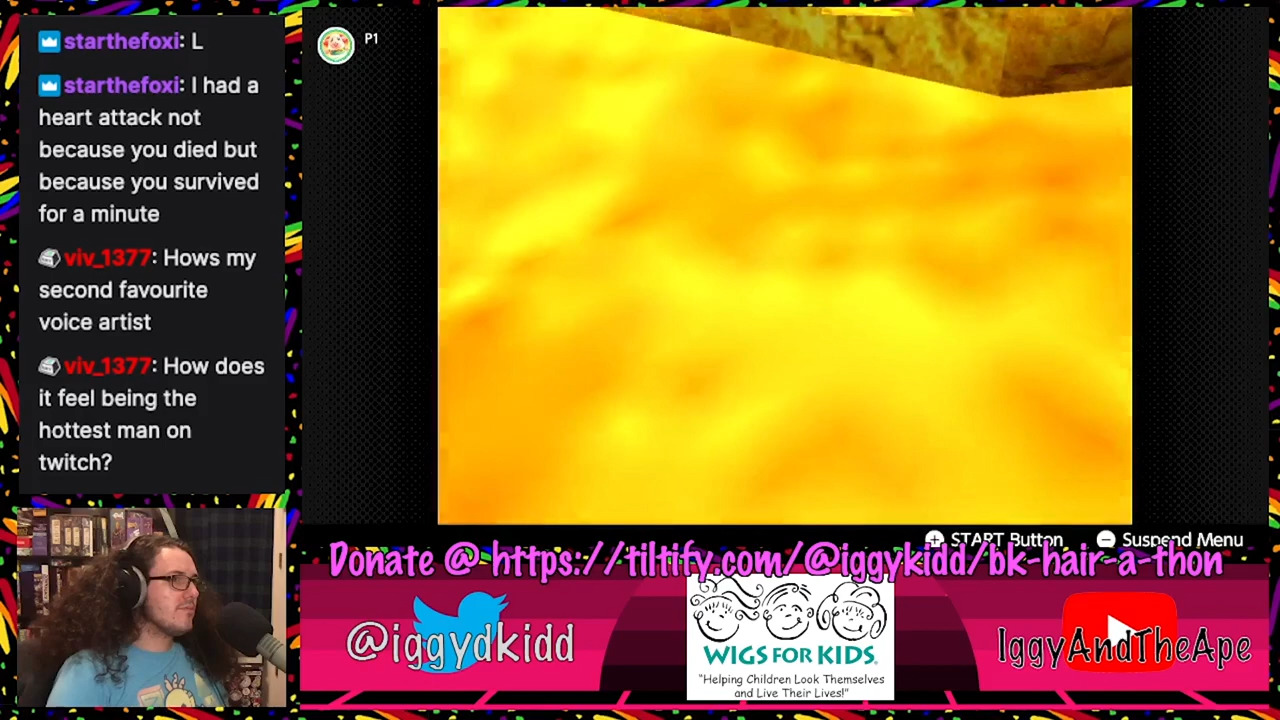 starthefoxi: L
starthefoxi: I had a
heart attack not
because you died but
because you survived
for a minute
viv_1377: Hows my
second favourite
voice artist
viv_1377: How does
it feel being the
hottest man on
twitch?
P1
START Button
Suspend Menu
Donate @ https://tiltify.com/@iggykidd/bk-hair-a-thon
@iggydkidd
WIGS FOR KIDS.
"Helping Children Look Themselves
and Live Their Lives!"
IggyAndTheApe